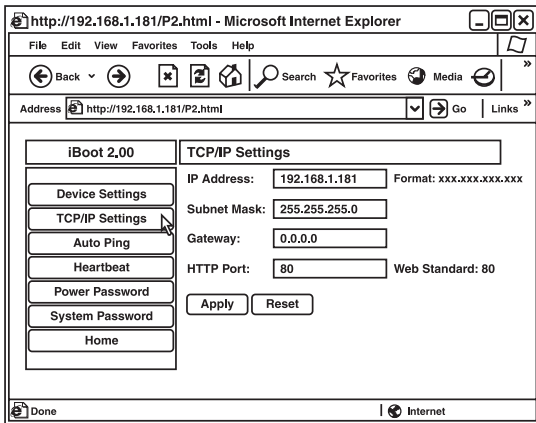 http://192.168.1.181/P2.html - Microsoft Internet Explorer
File Edit View Favorites Tools Help
Back Search Favorites Media »
Address http://192.168.1.181/P2.html Go Links »
iBoot 2.00
TCP/IP Settings
Device Settings
TCP/IP Settings
Auto Ping
Heartbeat
Power Password
System Password
Home
IP Address: 192.168.1.181 Format: xxx.xxx.xxx.xxx
Subnet Mask: 255.255.255.0
Gateway: 0.0.0.0
HTTP Port: 80 Web Standard: 80
Apply Reset
Done Internet